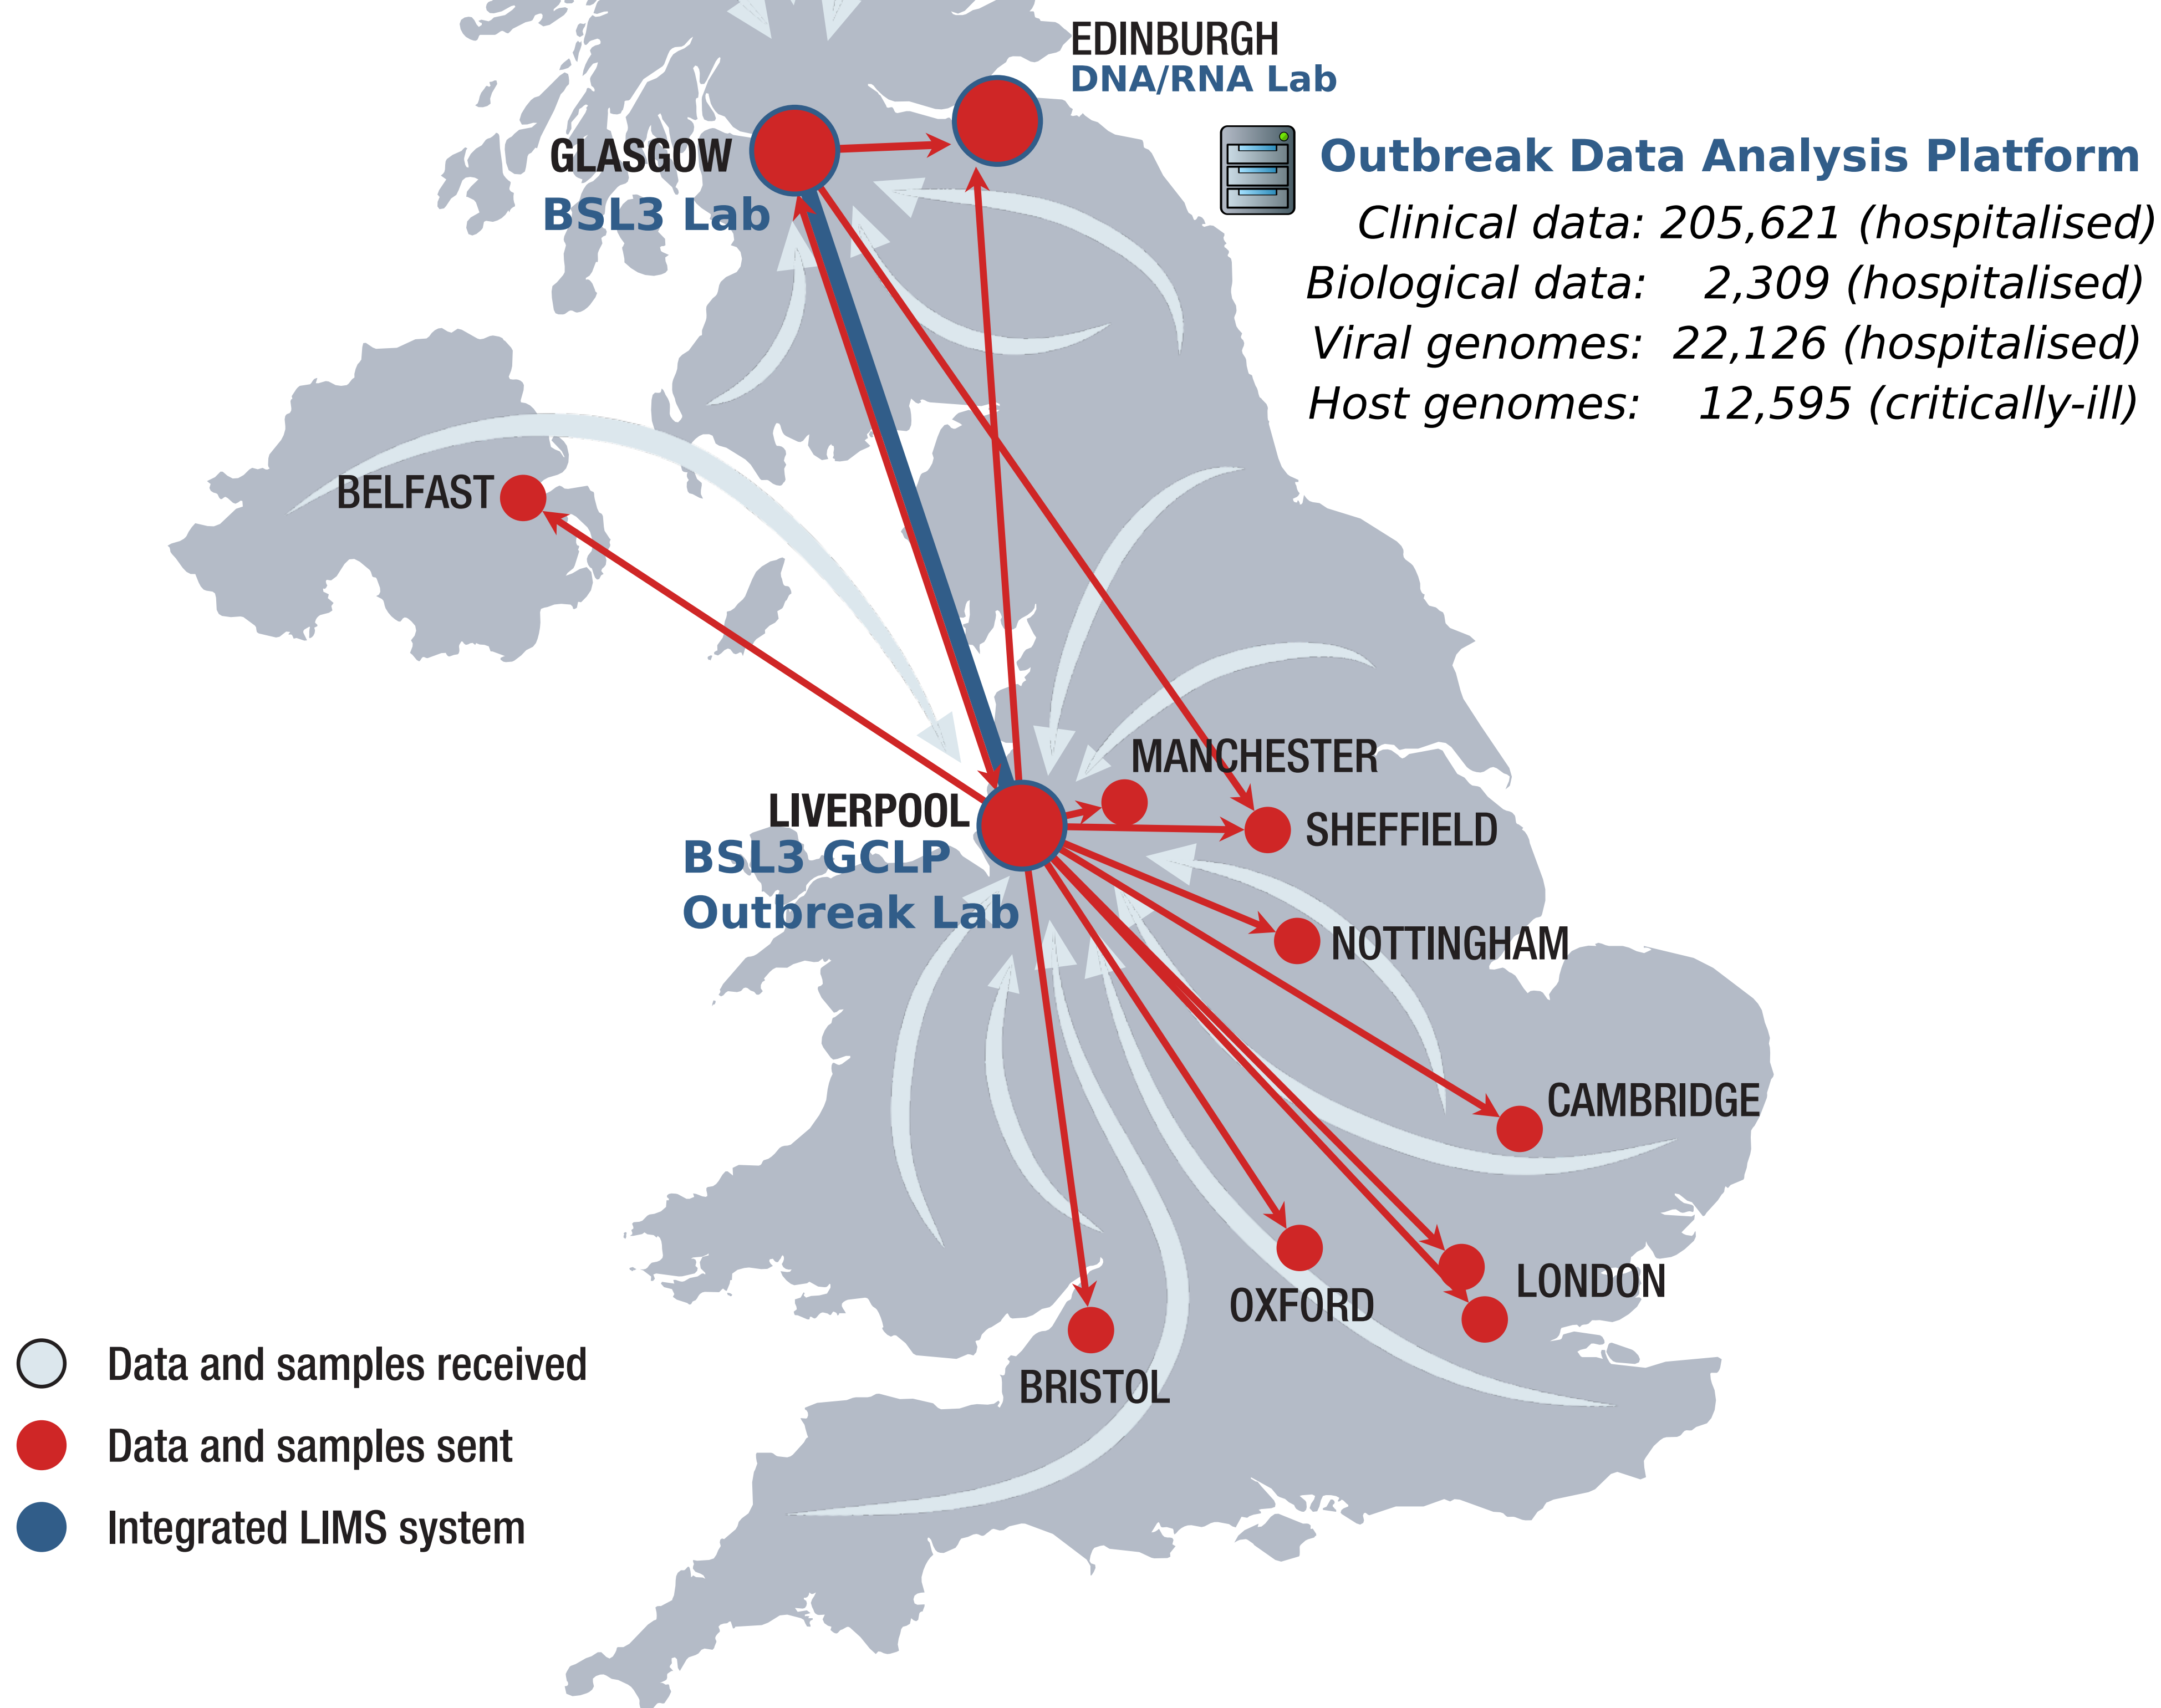 EDINBURGH
DNA/RNA Lab
GLASGOW
BSL3 Lab
Outbreak Data Analysis Platform
Clinical data: 205,621 (hospitalised)
Biological data: 2,309 (hospitalised)
Viral genomes: 22,126 (hospitalised)
Host genomes: 12,595 (critically-ill)
BELFAST
MANCHESTER
LIVERPOOL
BSL3 GCLP
Outbreak Lab
SHEFFIELD
NOTTINGHAM
CAMBRIDGE
LONDON
OXFORD
BRISTOL
Data and samples received
Data and samples sent
Integrated LIMS system